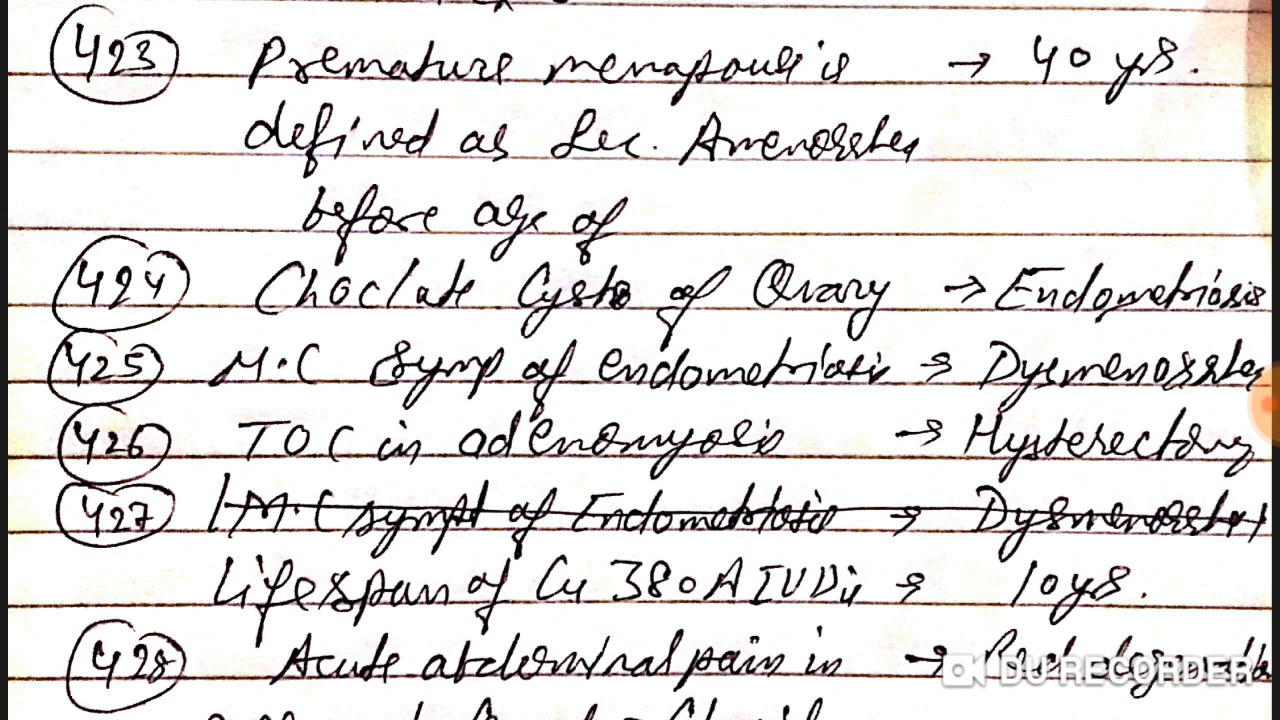 423 Premature menopause is → 40 yrs.
defined as Sec. Amenorrhea
before age of
424 Choclate Cysts of Ovary → Endometriosis
425 M.C Symp of endometriosis → Dysmenorrhea
426 TOC in adenomyosis → Hysterectomy
427 M.C sympt of Endometriosis → Dysmenorrhea
Lifespan of Cu 380A IUD is → 10 yrs.
428 Acute abdominal pain in →
DU RECORDER